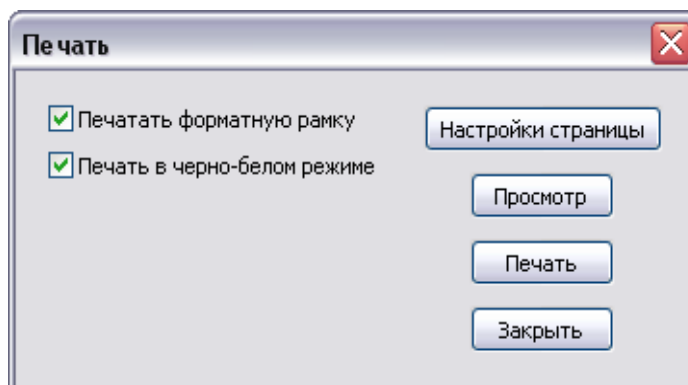 Печать
Печатать форматную рамку
Печать в черно-белом режиме
Настройки страницы
Просмотр
Печать
Закрыть